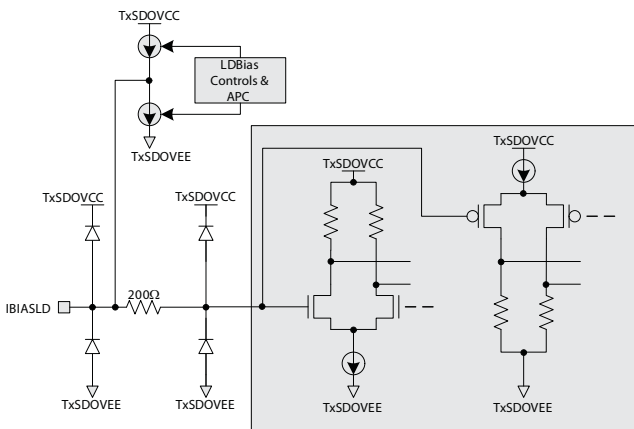 TxSDOVCC
LDBias
Controls &
APC
TxSDOVEE
TxSDOVCC
TxSDOVCC
TxSDOVCC
TxSDOVCC
200Ω
IBIASLD
TxSDOVEE
TxSDOVEE
TxSDOVEE
TxSDOVEE